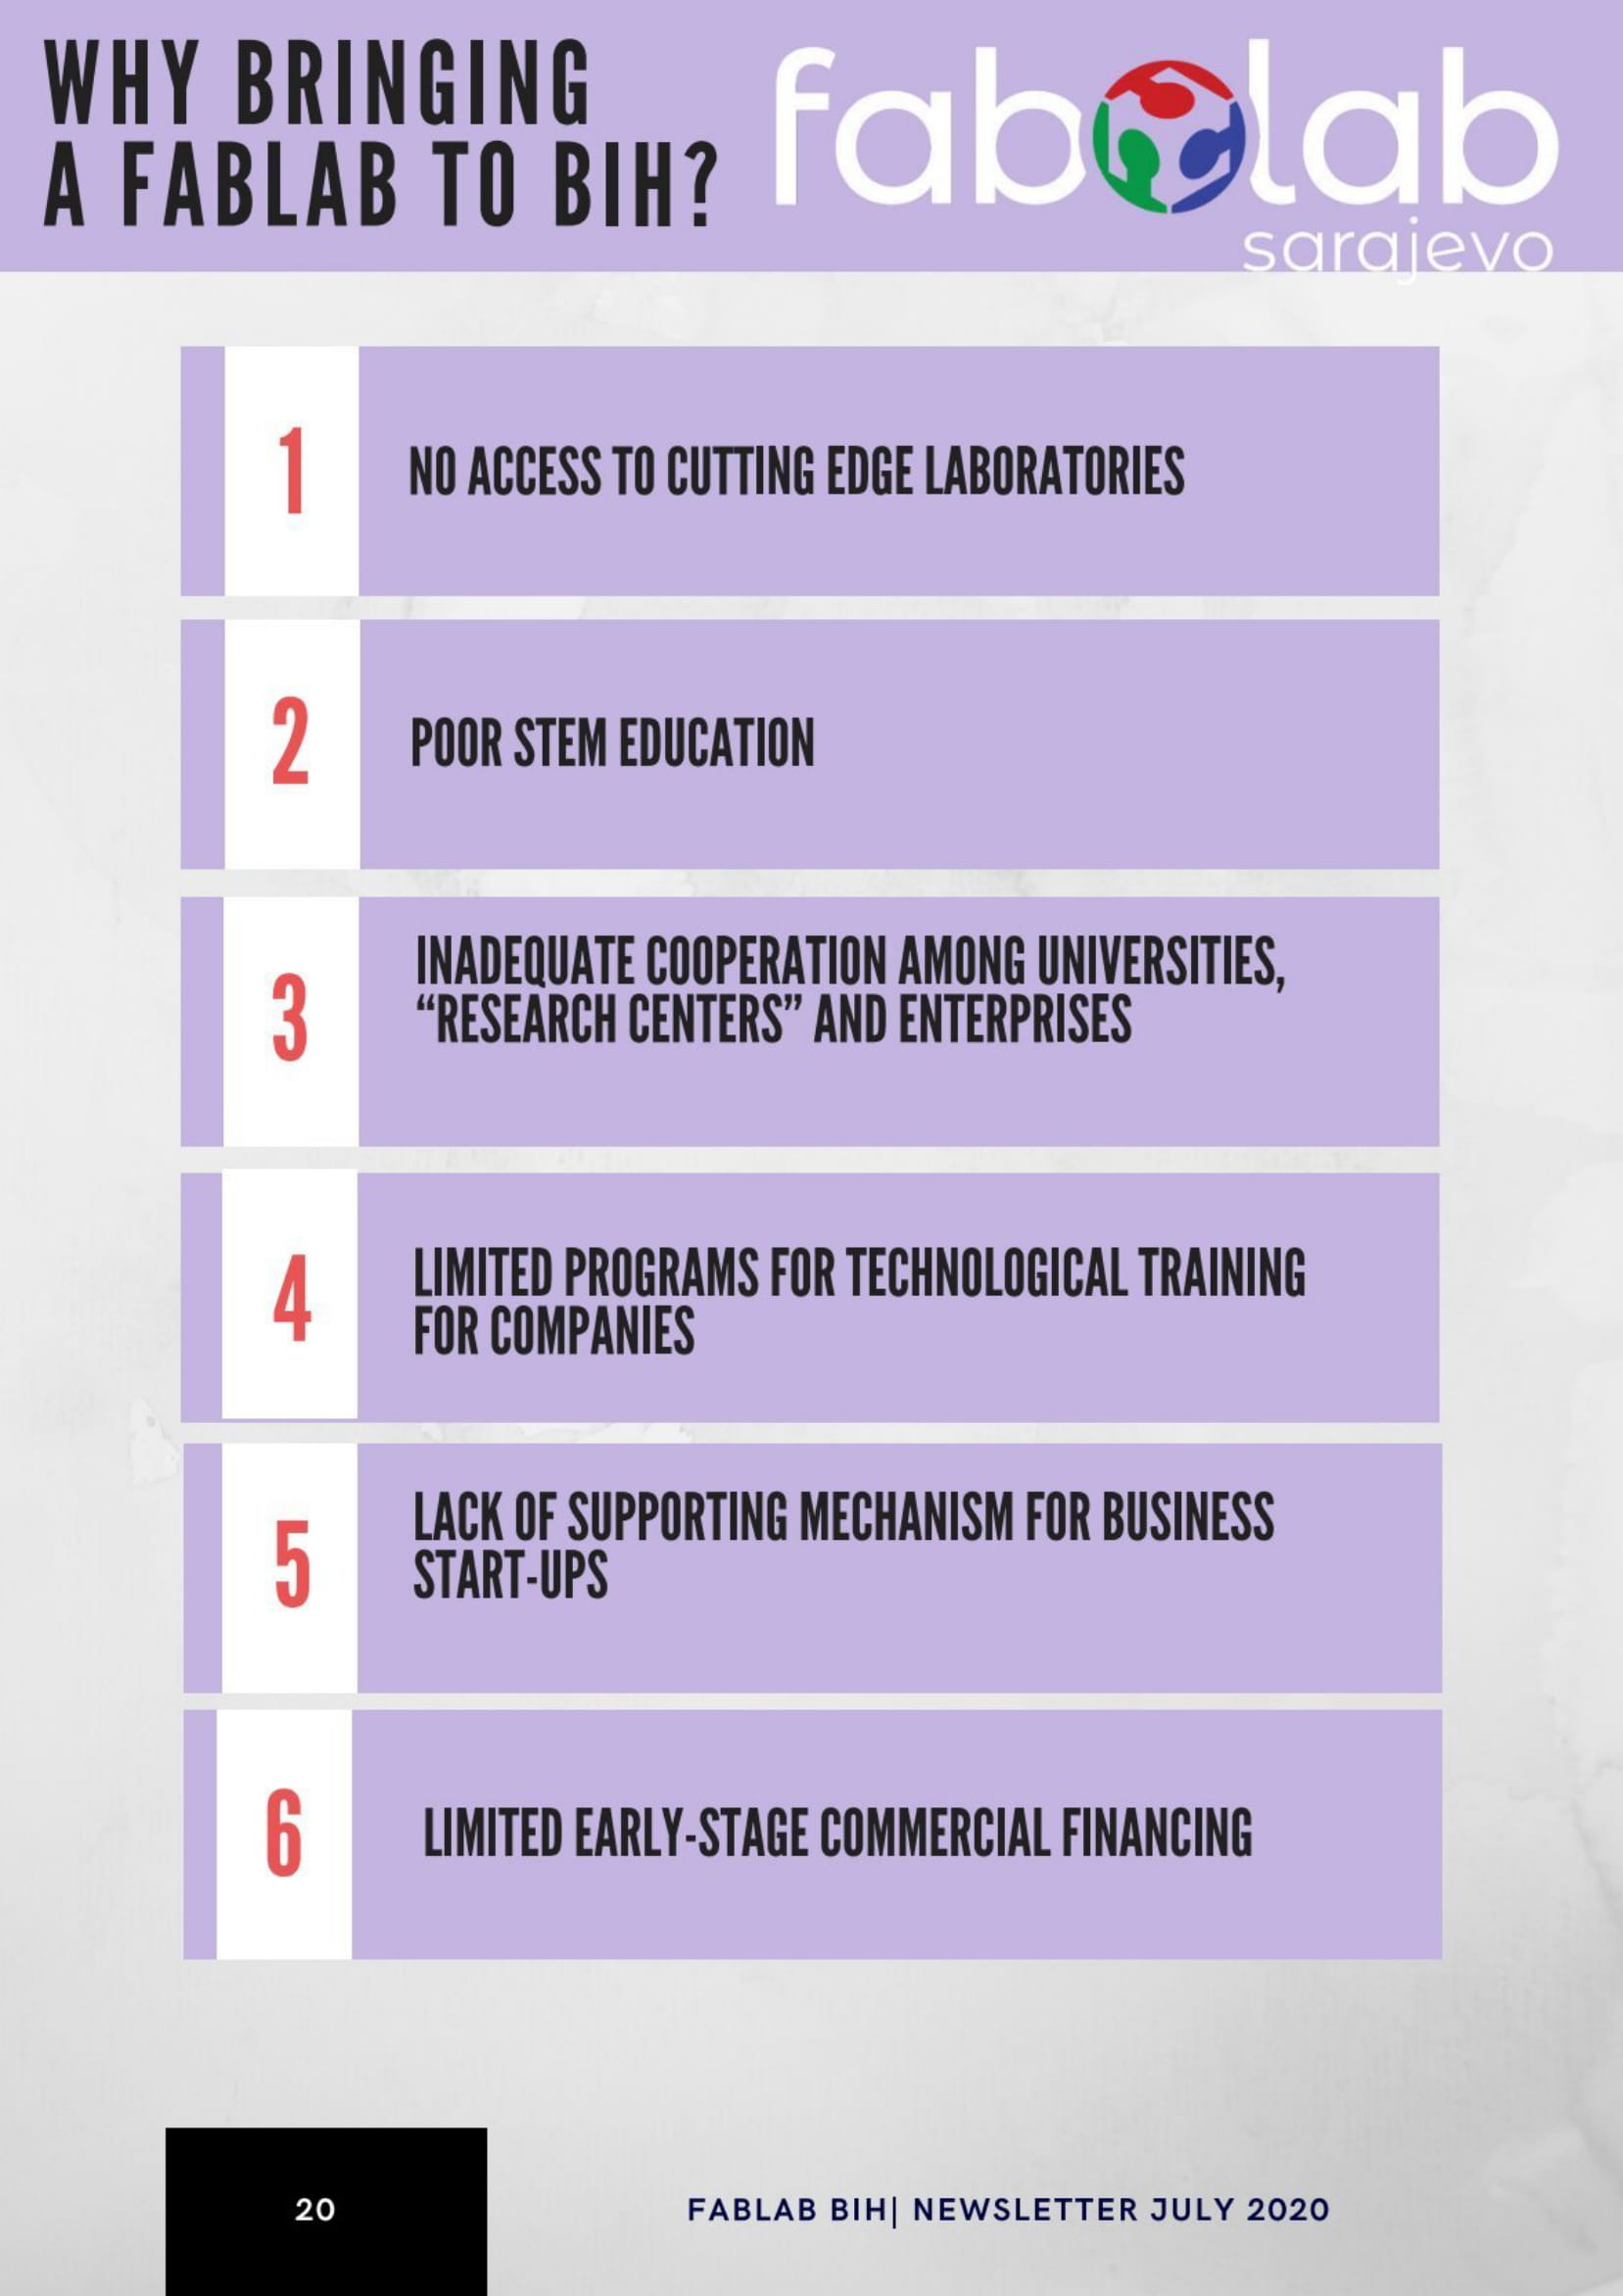 WHY BRINGING
A FABLAB TO BIH?
fablab
sarajevo
1
NO ACCESS TO CUTTING EDGE LABORATORIES
2
POOR STEM EDUCATION
3
INADEQUATE COOPERATION AMONG UNIVERSITIES,
“RESEARCH CENTERS” AND ENTERPRISES
4
LIMITED PROGRAMS FOR TECHNOLOGICAL TRAINING
FOR COMPANIES
5
LACK OF SUPPORTING MECHANISM FOR BUSINESS
START-UPS
6
LIMITED EARLY-STAGE COMMERCIAL FINANCING
20
FABLAB BIH| NEWSLETTER JULY 2020